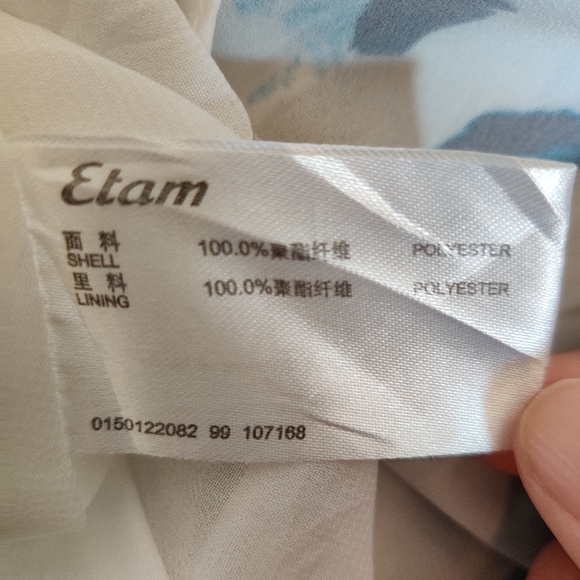 Etam
面 料 100.0%聚酯纤维 POLYESTER
SHELL
里 料 100.0%聚酯纤维 POLYESTER
LINING
0150122082 99 107168